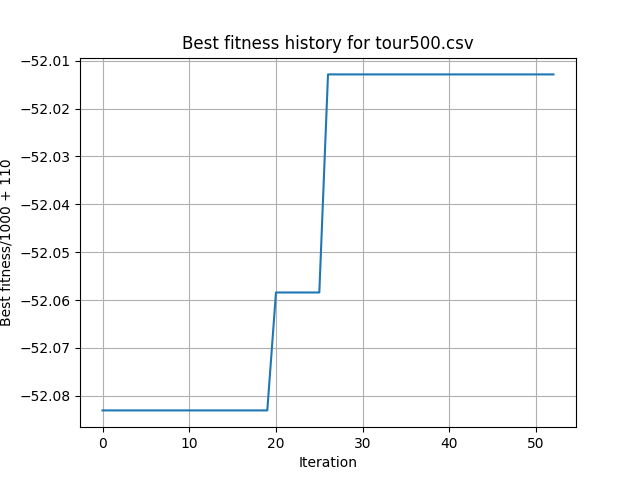 Best fitness history for tour500.csv
−52.01
−52.02
−52.03
−52.04
−52.05
−52.06
−52.07
−52.08
Best fitness/1000 + 110
0 10 20 30 40 50
Iteration